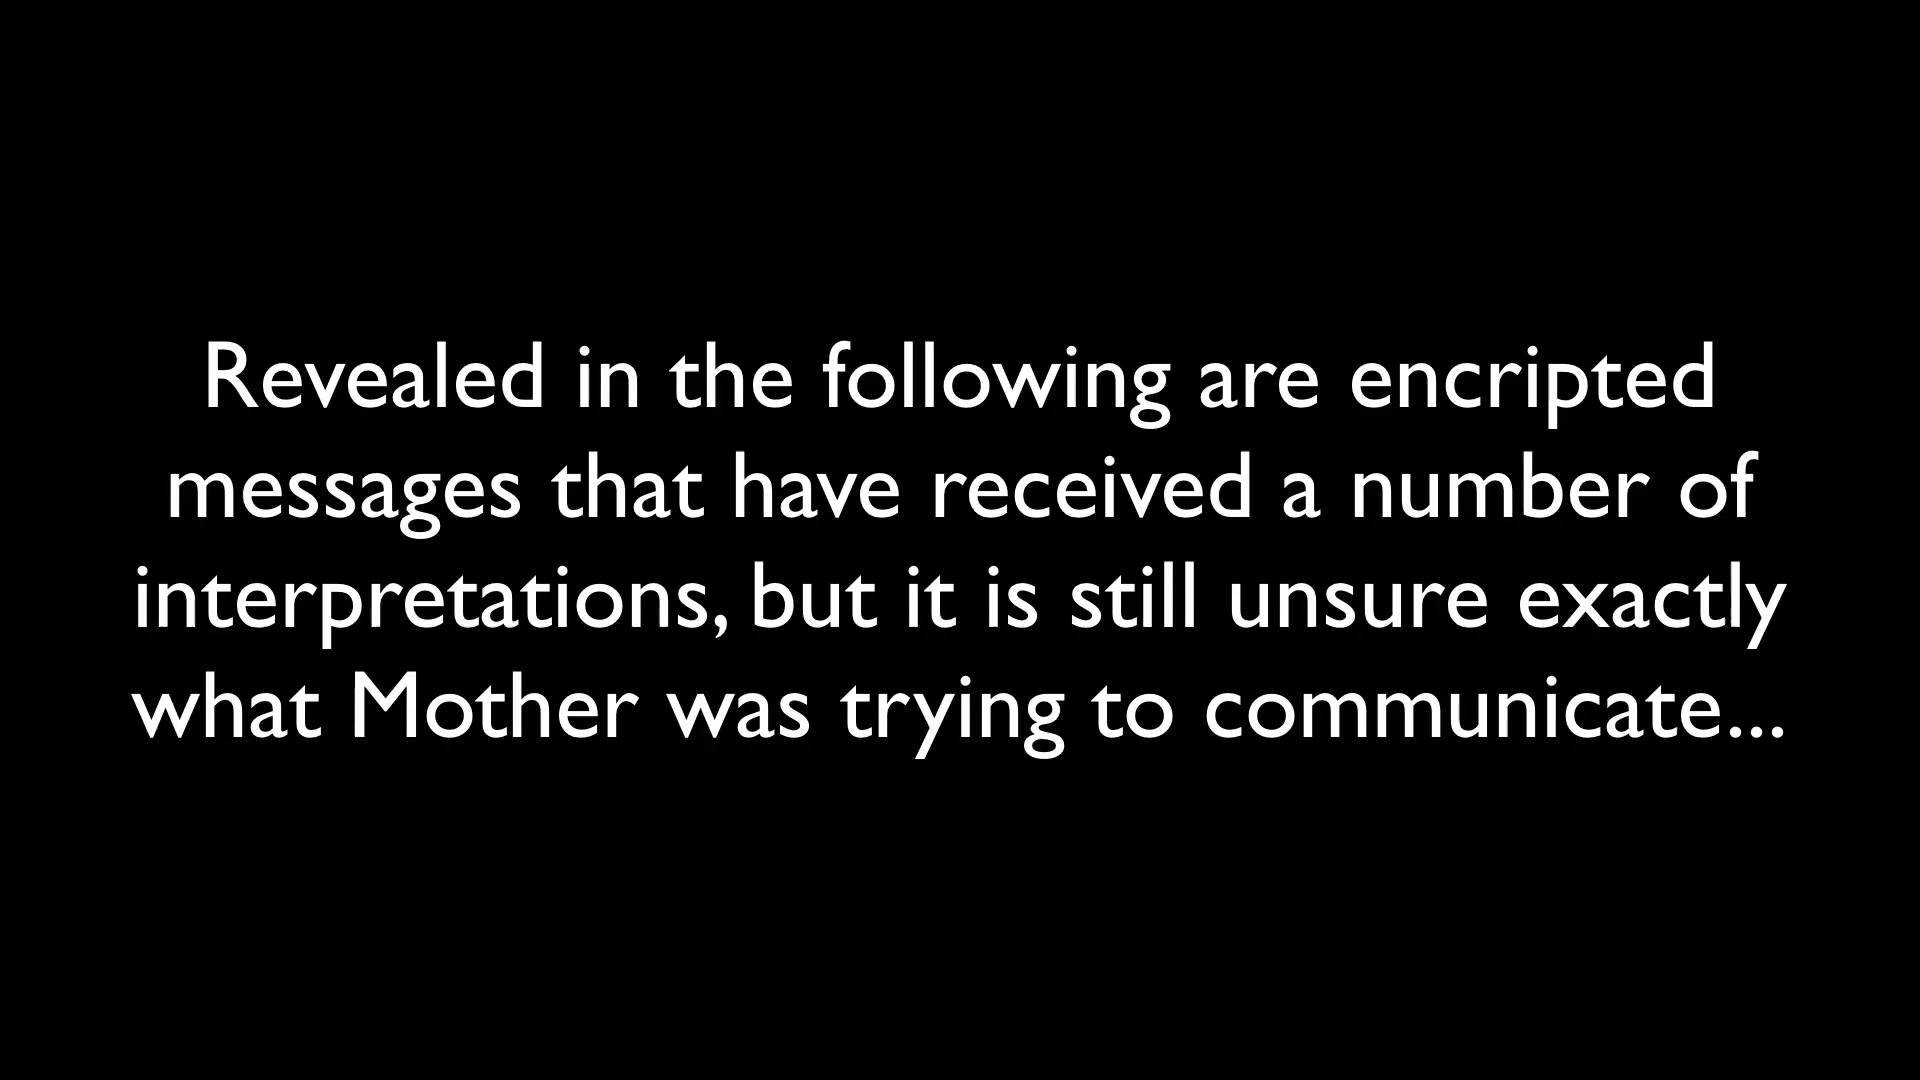 Revealed in the following are encripted
messages that have received a number of
interpretations, but it is still unsure exactly
what Mother was trying to communicate...